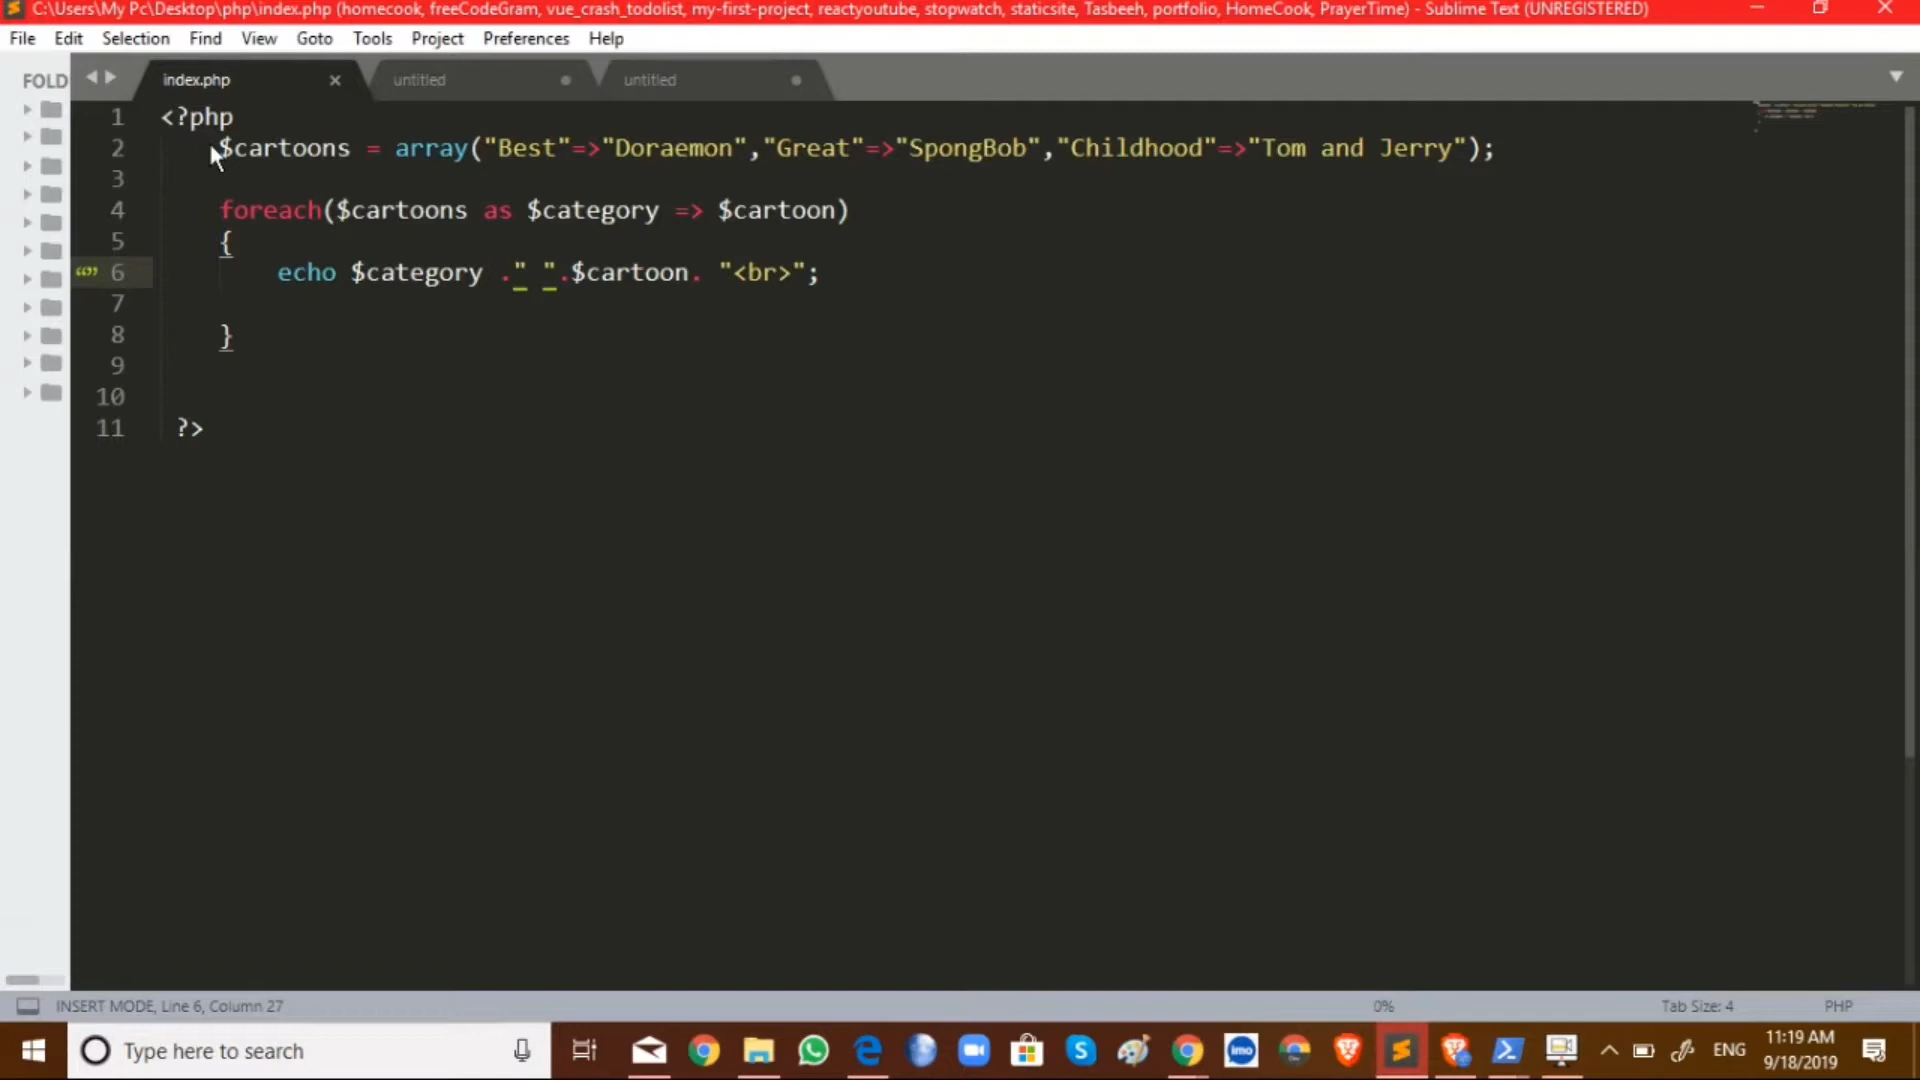 C:\Users\My Pc\Desktop\php\index.php (homecook, freeCodeGram, vue_crash_todolist, my-first-project, reactyoutube, stopwatch, staticsite, Tasbeeh, portfolio, HomeCook, PrayerTime) - Sublime Text (UNREGISTERED)
File Edit Selection Find View Goto Tools Project Preferences Help
FOLD index.php untitled untitled
1 <?php
2 $cartoons = array("Best"=>"Doraemon","Great"=>"SpongBob","Childhood"=>"Tom and Jerry");
3
4 foreach($cartoons as $category => $cartoon)
5 {
6 echo $category ." ".$cartoon. "<br>";
7
8 }
9
10
11 ?>
INSERT MODE, Line 6, Column 27 0% Tab Size: 4 PHP
Type here to search imo ENG 11:19 AM
9/18/2019